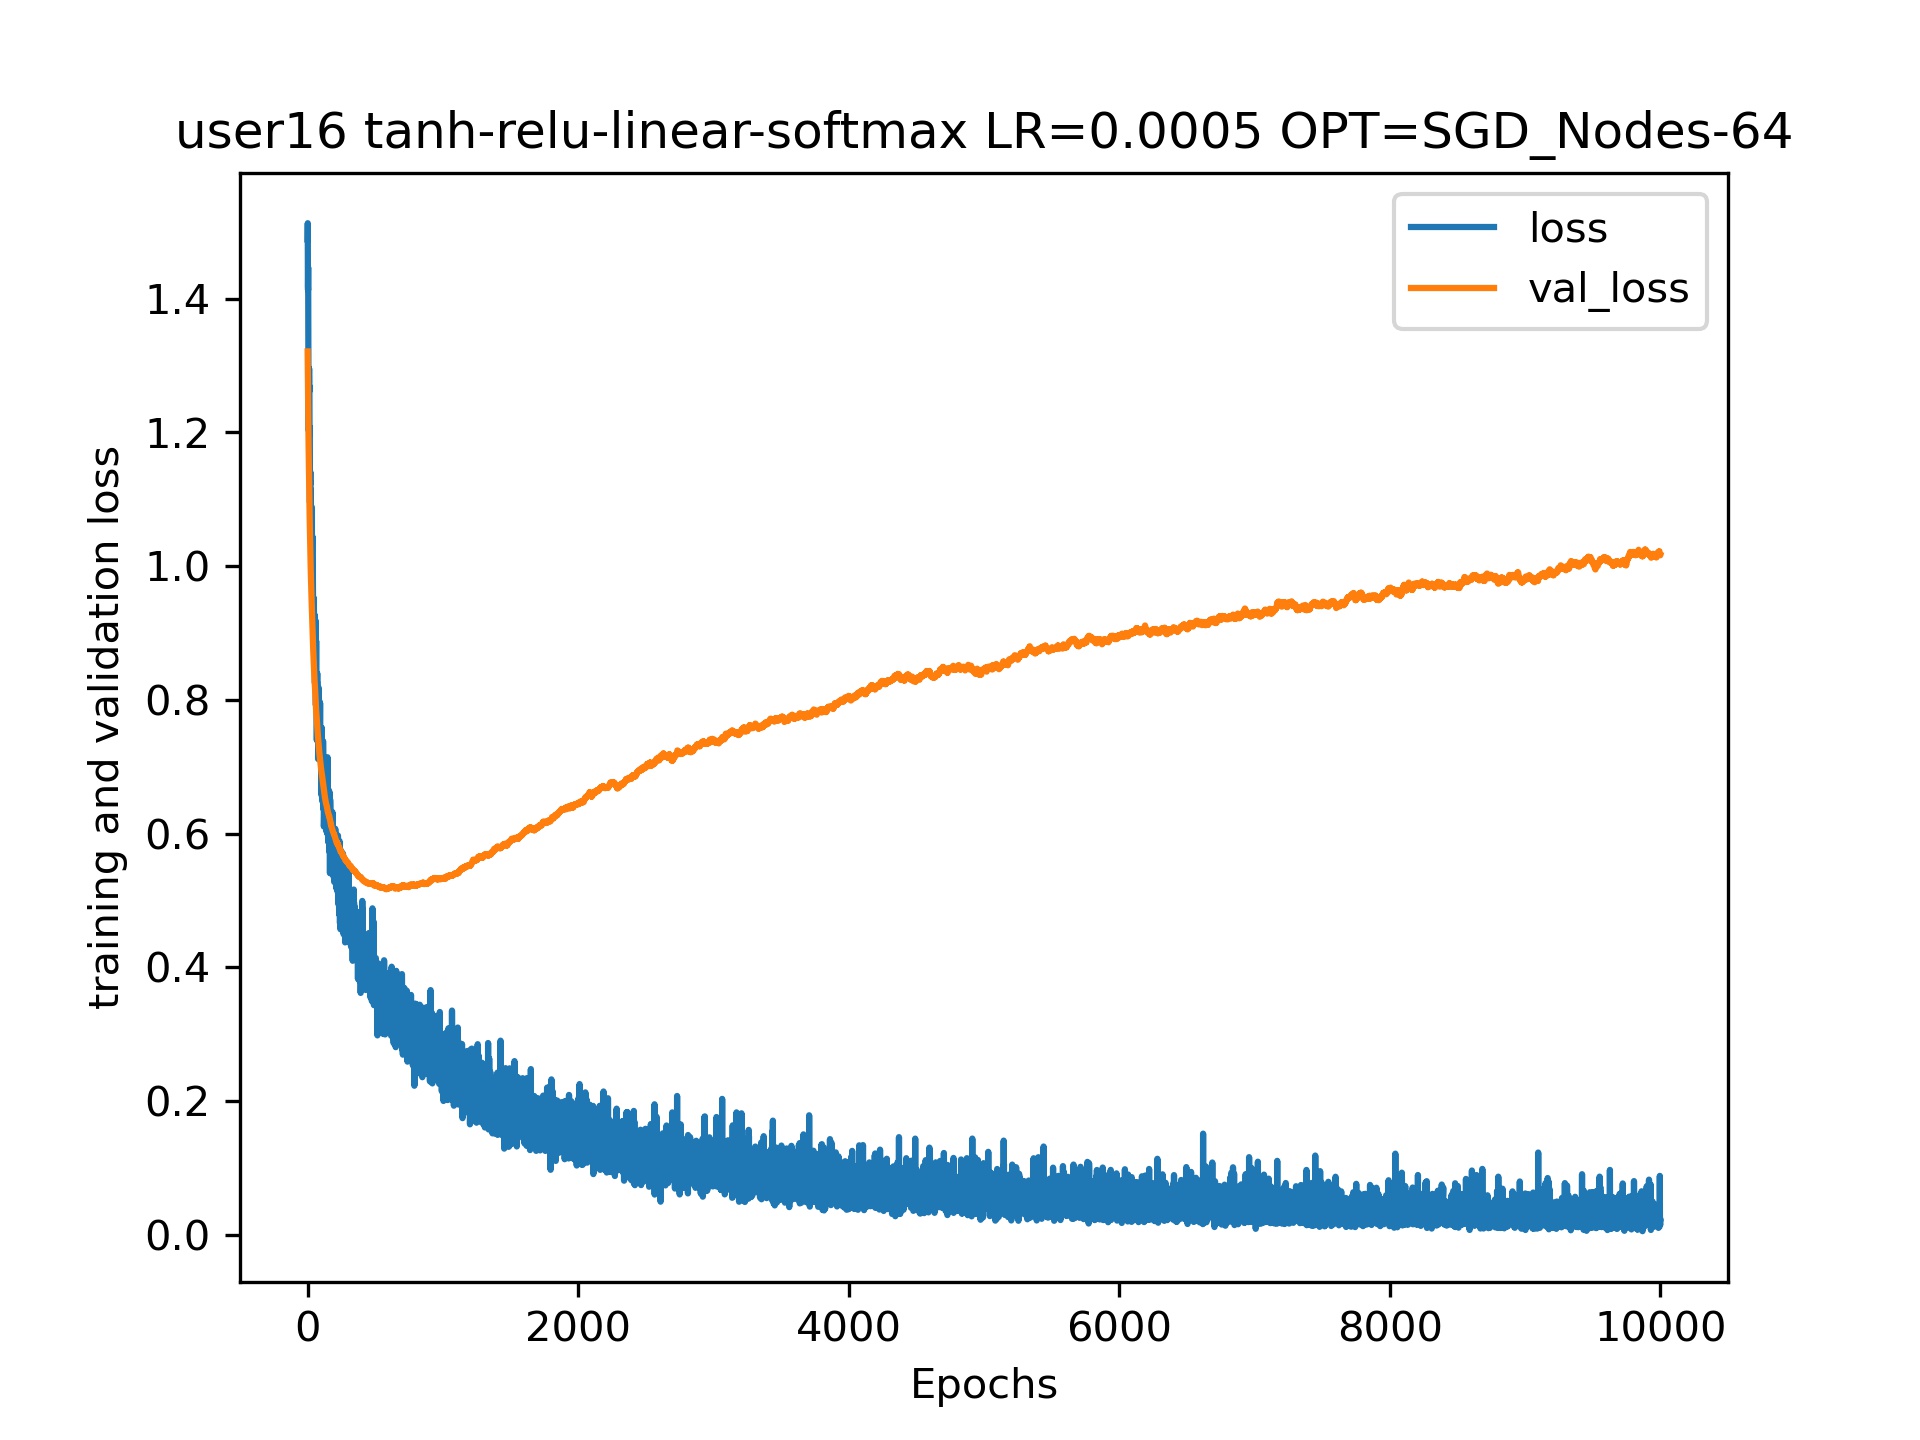 user16 tanh-relu-linear-softmax LR=0.0005 OPT=SGD_Nodes-64
loss
val_loss
training and validation loss
1.4
1.2
1.0
0.8
0.6
0.4
0.2
0.0
0 2000 4000 6000 8000 10000
Epochs